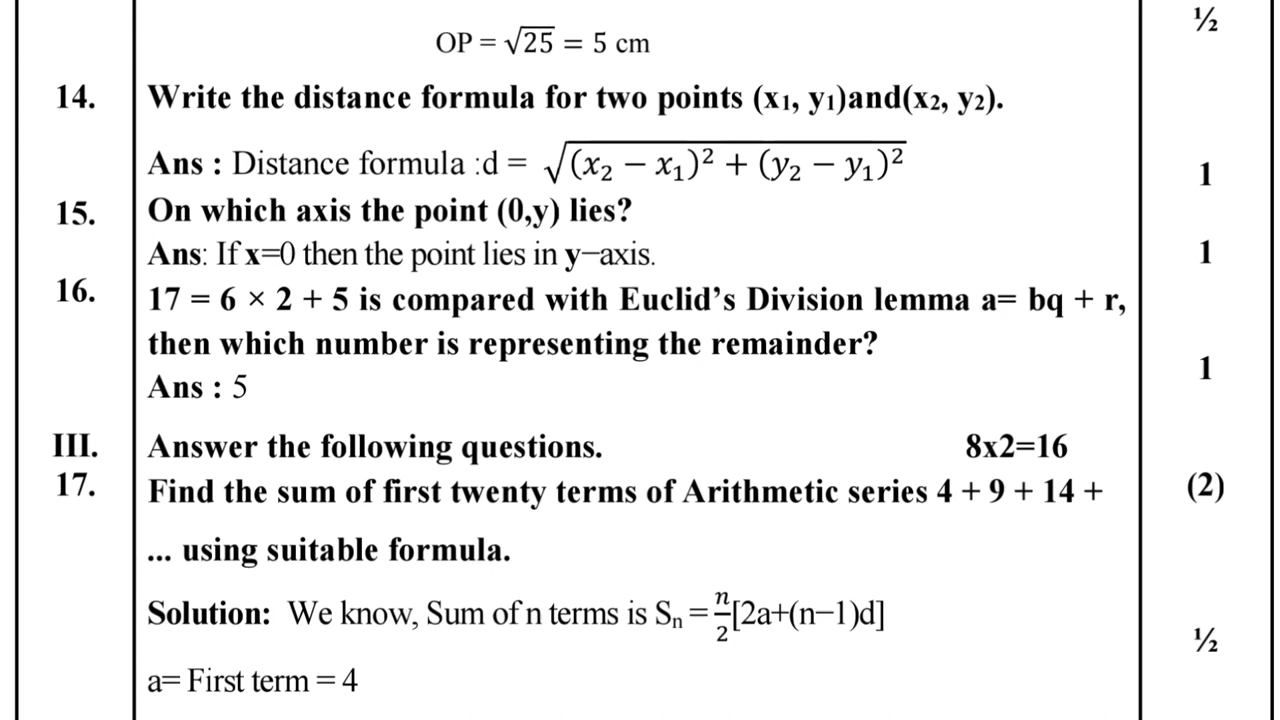 OP = √25 = 5 cm ½
14. Write the distance formula for two points (x₁, y₁)and(x₂, y₂).
Ans : Distance formula :d = √(x₂ − x₁)² + (y₂ − y₁)² 1
15. On which axis the point (0,y) lies?
Ans: If x=0 then the point lies in y−axis. 1
16. 17 = 6 × 2 + 5 is compared with Euclid’s Division lemma a= bq + r,
then which number is representing the remainder?
Ans : 5 1
III. Answer the following questions. 8x2=16
17. Find the sum of first twenty terms of Arithmetic series 4 + 9 + 14 + (2)
... using suitable formula.
Solution: We know, Sum of n terms is Sₙ = n/2[2a+(n−1)d] ½
a= First term = 4